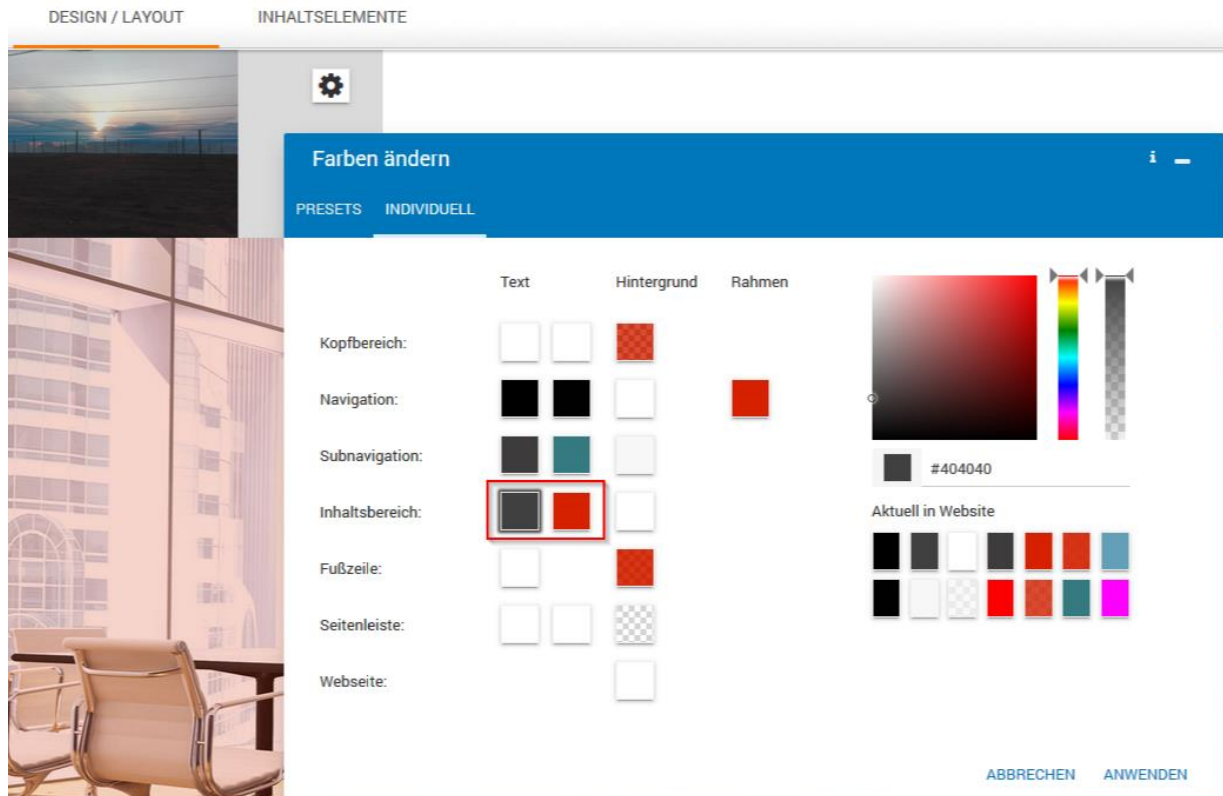 DESIGN / LAYOUT INHALTSELEMENTE
Farben ändern i
PRESETS INDIVIDUELL
Text Hintergrund Rahmen
Kopfbereich:
Navigation:
Subnavigation:
#404040
Inhaltsbereich:
Aktuell in Website
Fußzeile:
Seitenleiste:
Webseite:
ABBRECHEN ANWENDEN